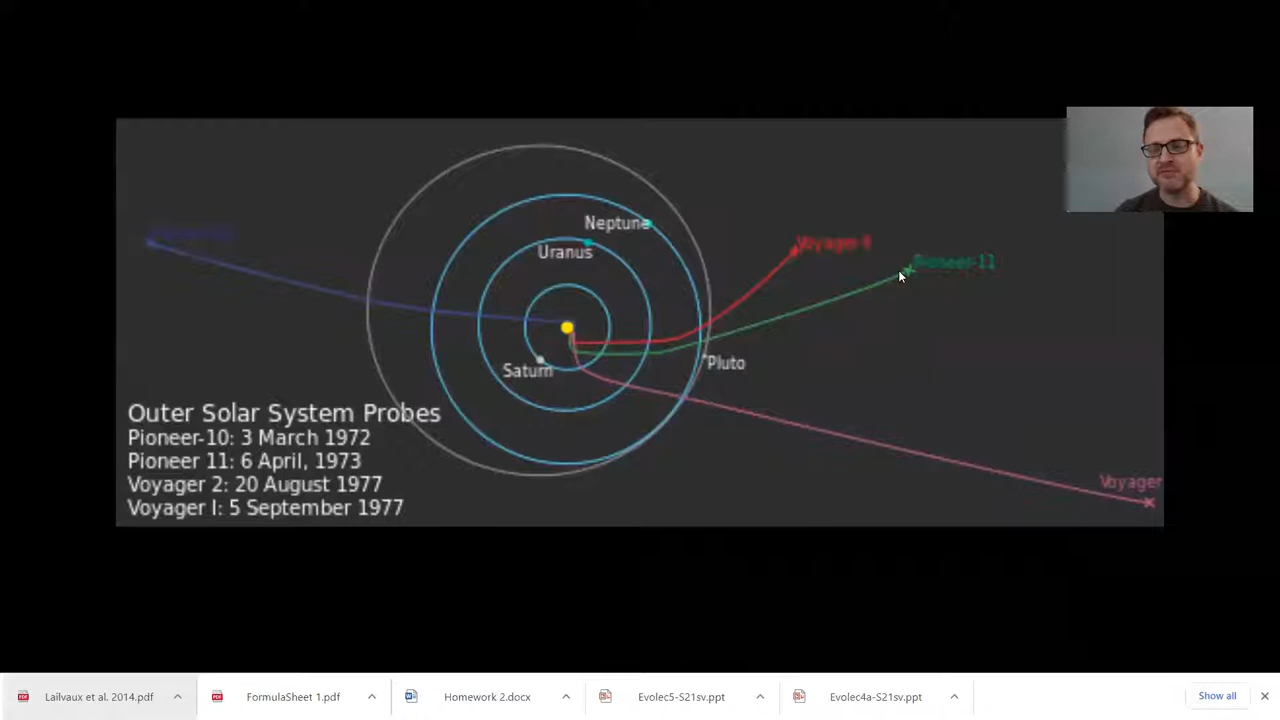 Neptune
Uranus
Pioneer-11
Saturn
Pluto
Outer Solar System Probes
Pioneer-10: 3 March 1972
Pioneer 11: 6 April, 1973
Voyager 2: 20 August 1977
Voyager I: 5 September 1977
Voyager
Lailvaux et al. 2014.pdf
FormulaSheet 1.pdf
Homework 2.docx
Evolec5-S21sv.ppt
Evolec4a-S21sv.ppt
Show all